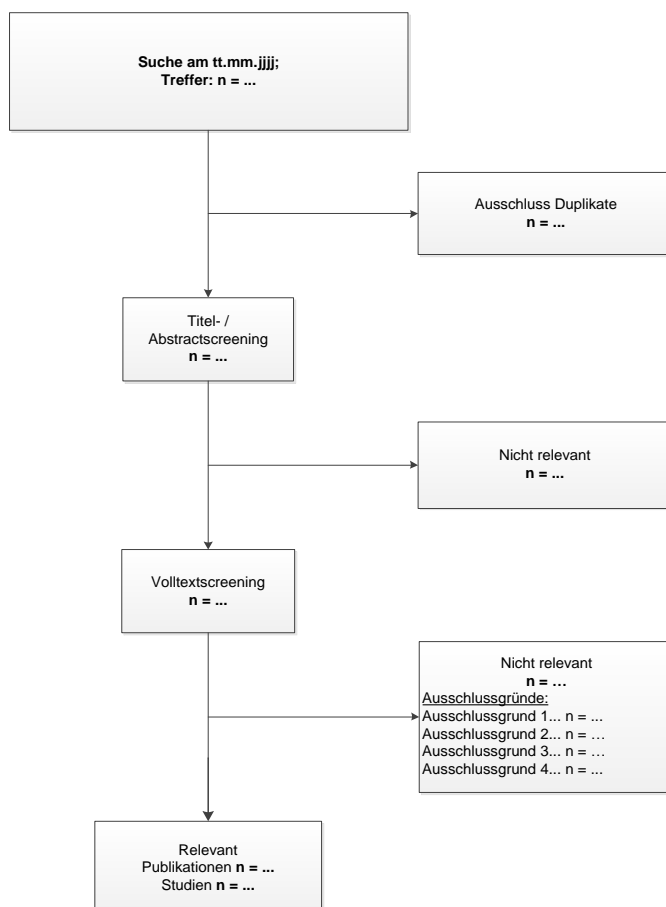 Suche am tt.mm.jjjj;
Treffer: n = ...
Ausschluss Duplikate
n = ...
Titel- /
Abstractscreening
n = ...
Nicht relevant
n = ...
Volltextscreening
n = ...
Nicht relevant
n = …
Ausschlussgründe:
Ausschlussgrund 1... n = ...
Ausschlussgrund 2... n = …
Ausschlussgrund 3... n = …
Ausschlussgrund 4... n = ...
Relevant
Publikationen n = ...
Studien n = ...